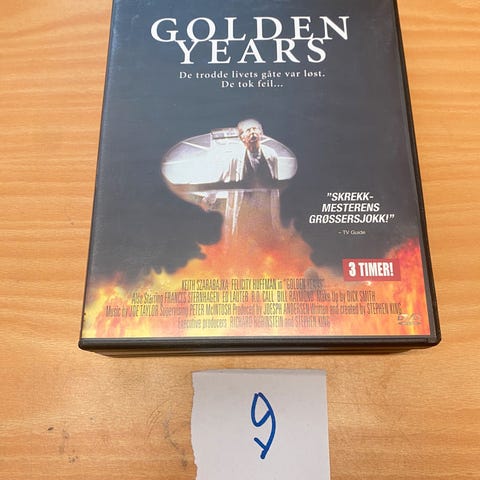 GOLDEN
YEARS
De trodde livets gåte var løst.
De tok feil...
"SKREKK-
MESTERENS
GRØSSERSJOKK!"
– TV Guide
3 TIMER!
KEITH SZARABAJKA FELICITY HUFFMAN in "GOLDEN YEARS"
Also Starring FRANCES STERNHAGEN ED LAUTER R.D. CALL BILL RAYMOND Make Up by DICK SMITH
Music by JOE TAYLOR Supervising PETER McINTOSH Produced by JOESPH ANDERSEN Written and created by STEPHEN KING
Executive producers RICHARD RUBINSTEIN and STEPHEN KING
DVD
9